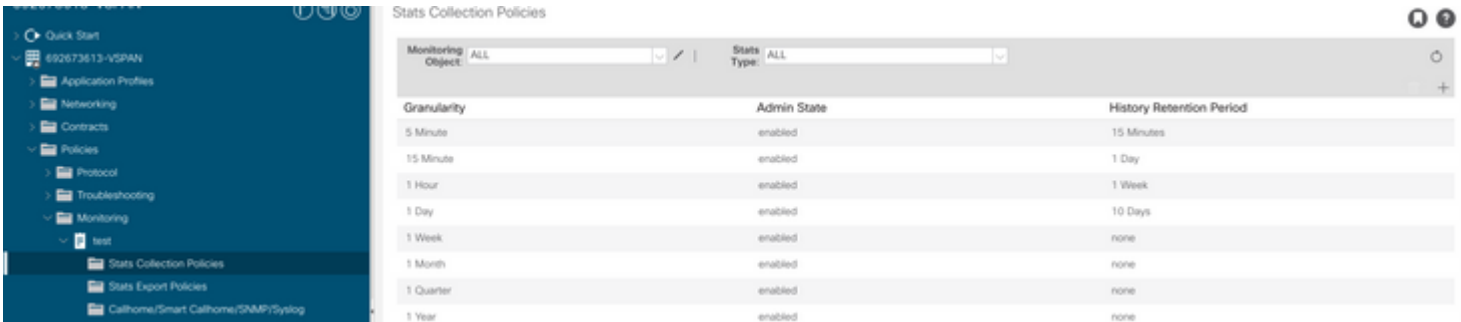 Stats Collection Policies
Quick Start
692673613-VSPAN
Application Profiles
Networking
Contracts
Policies
Protocol
Troubleshooting
Monitoring
test
Stats Collection Policies
Stats Export Policies
Callhome/Smart Callhome/SNMP/Syslog
Monitoring Object: ALL Stats Type: ALL
Granularity Admin State History Retention Period
5 Minute enabled 15 Minutes
15 Minute enabled 1 Day
1 Hour enabled 1 Week
1 Day enabled 10 Days
1 Week enabled none
1 Month enabled none
1 Quarter enabled none
1 Year enabled none